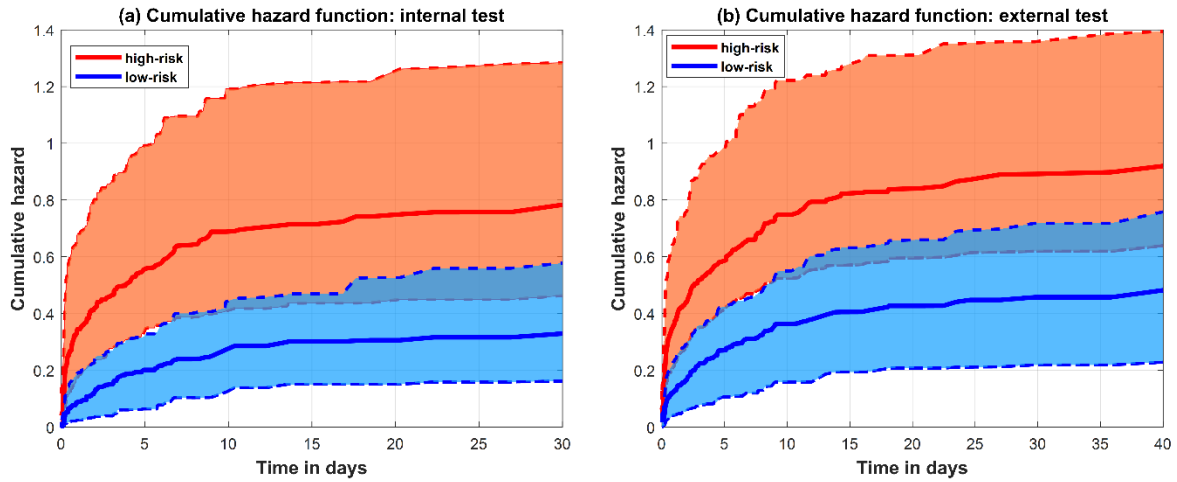 (a) Cumulative hazard function: internal test
1.4
1.2
1
0.8
0.6
0.4
0.2
0
Cumulative hazard
high-risk
low-risk
0 5 10 15 20 25 30
Time in days
(b) Cumulative hazard function: external test
1.4
1.2
1
0.8
0.6
0.4
0.2
0
Cumulative hazard
high-risk
low-risk
0 5 10 15 20 25 30 35 40
Time in days